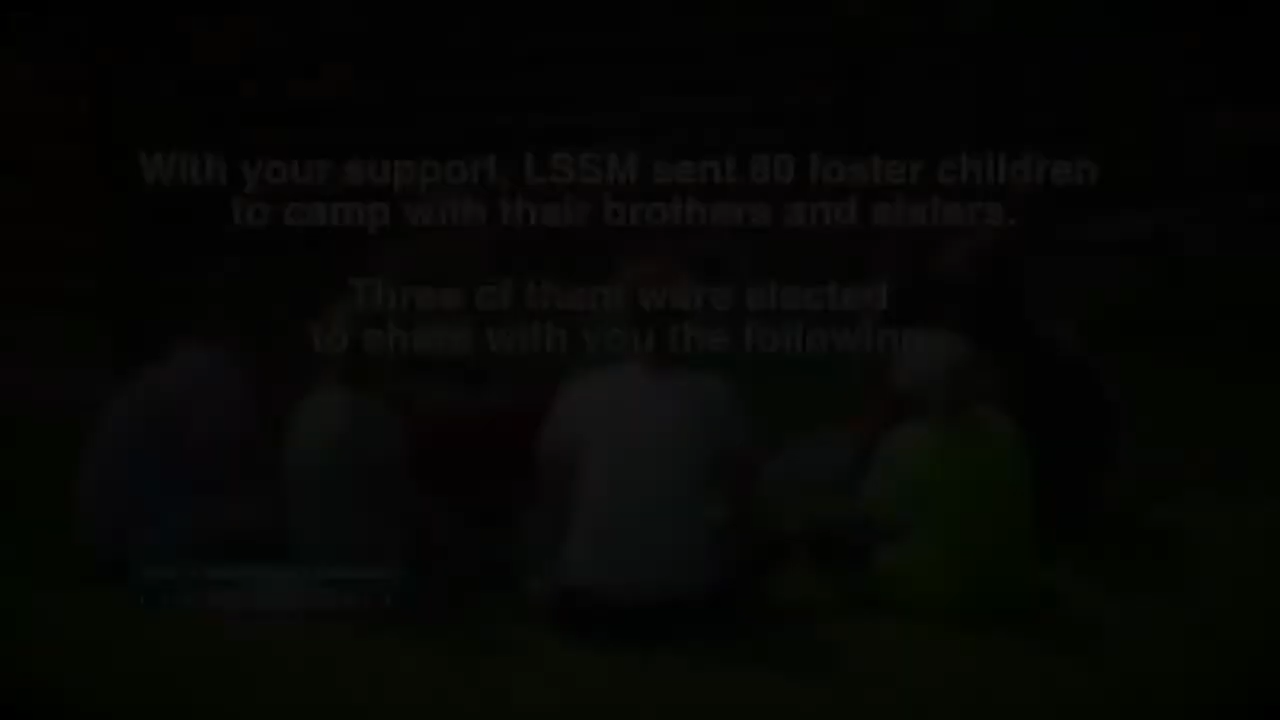 With your support, LSSM sent 80 foster children
to camp with their brothers and sisters.
Three of them were elected
to share with you the following